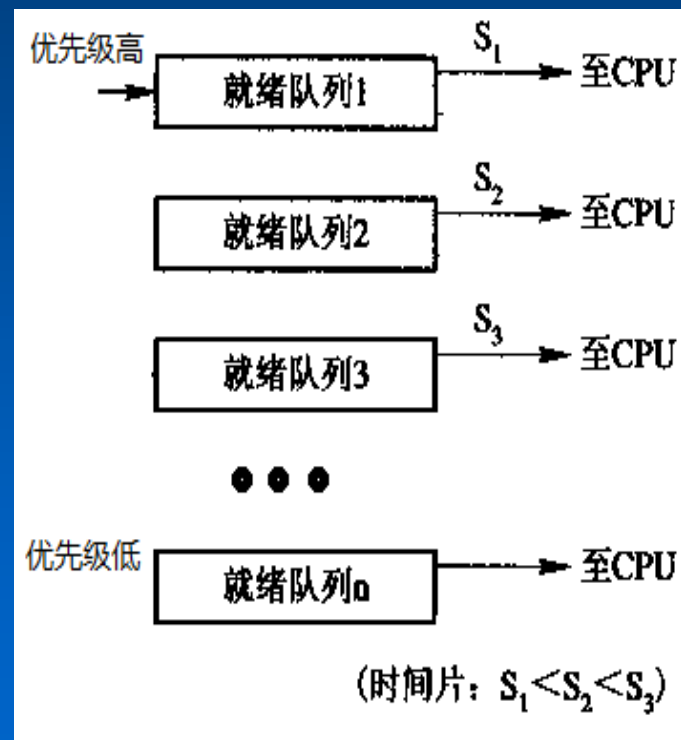 优先级高
S₁
就绪队列1
至CPU
S₂
就绪队列2
至CPU
S₃
就绪队列3
至CPU
优先级低
就绪队列n
至CPU
(时间片：S₁<S₂<S₃)